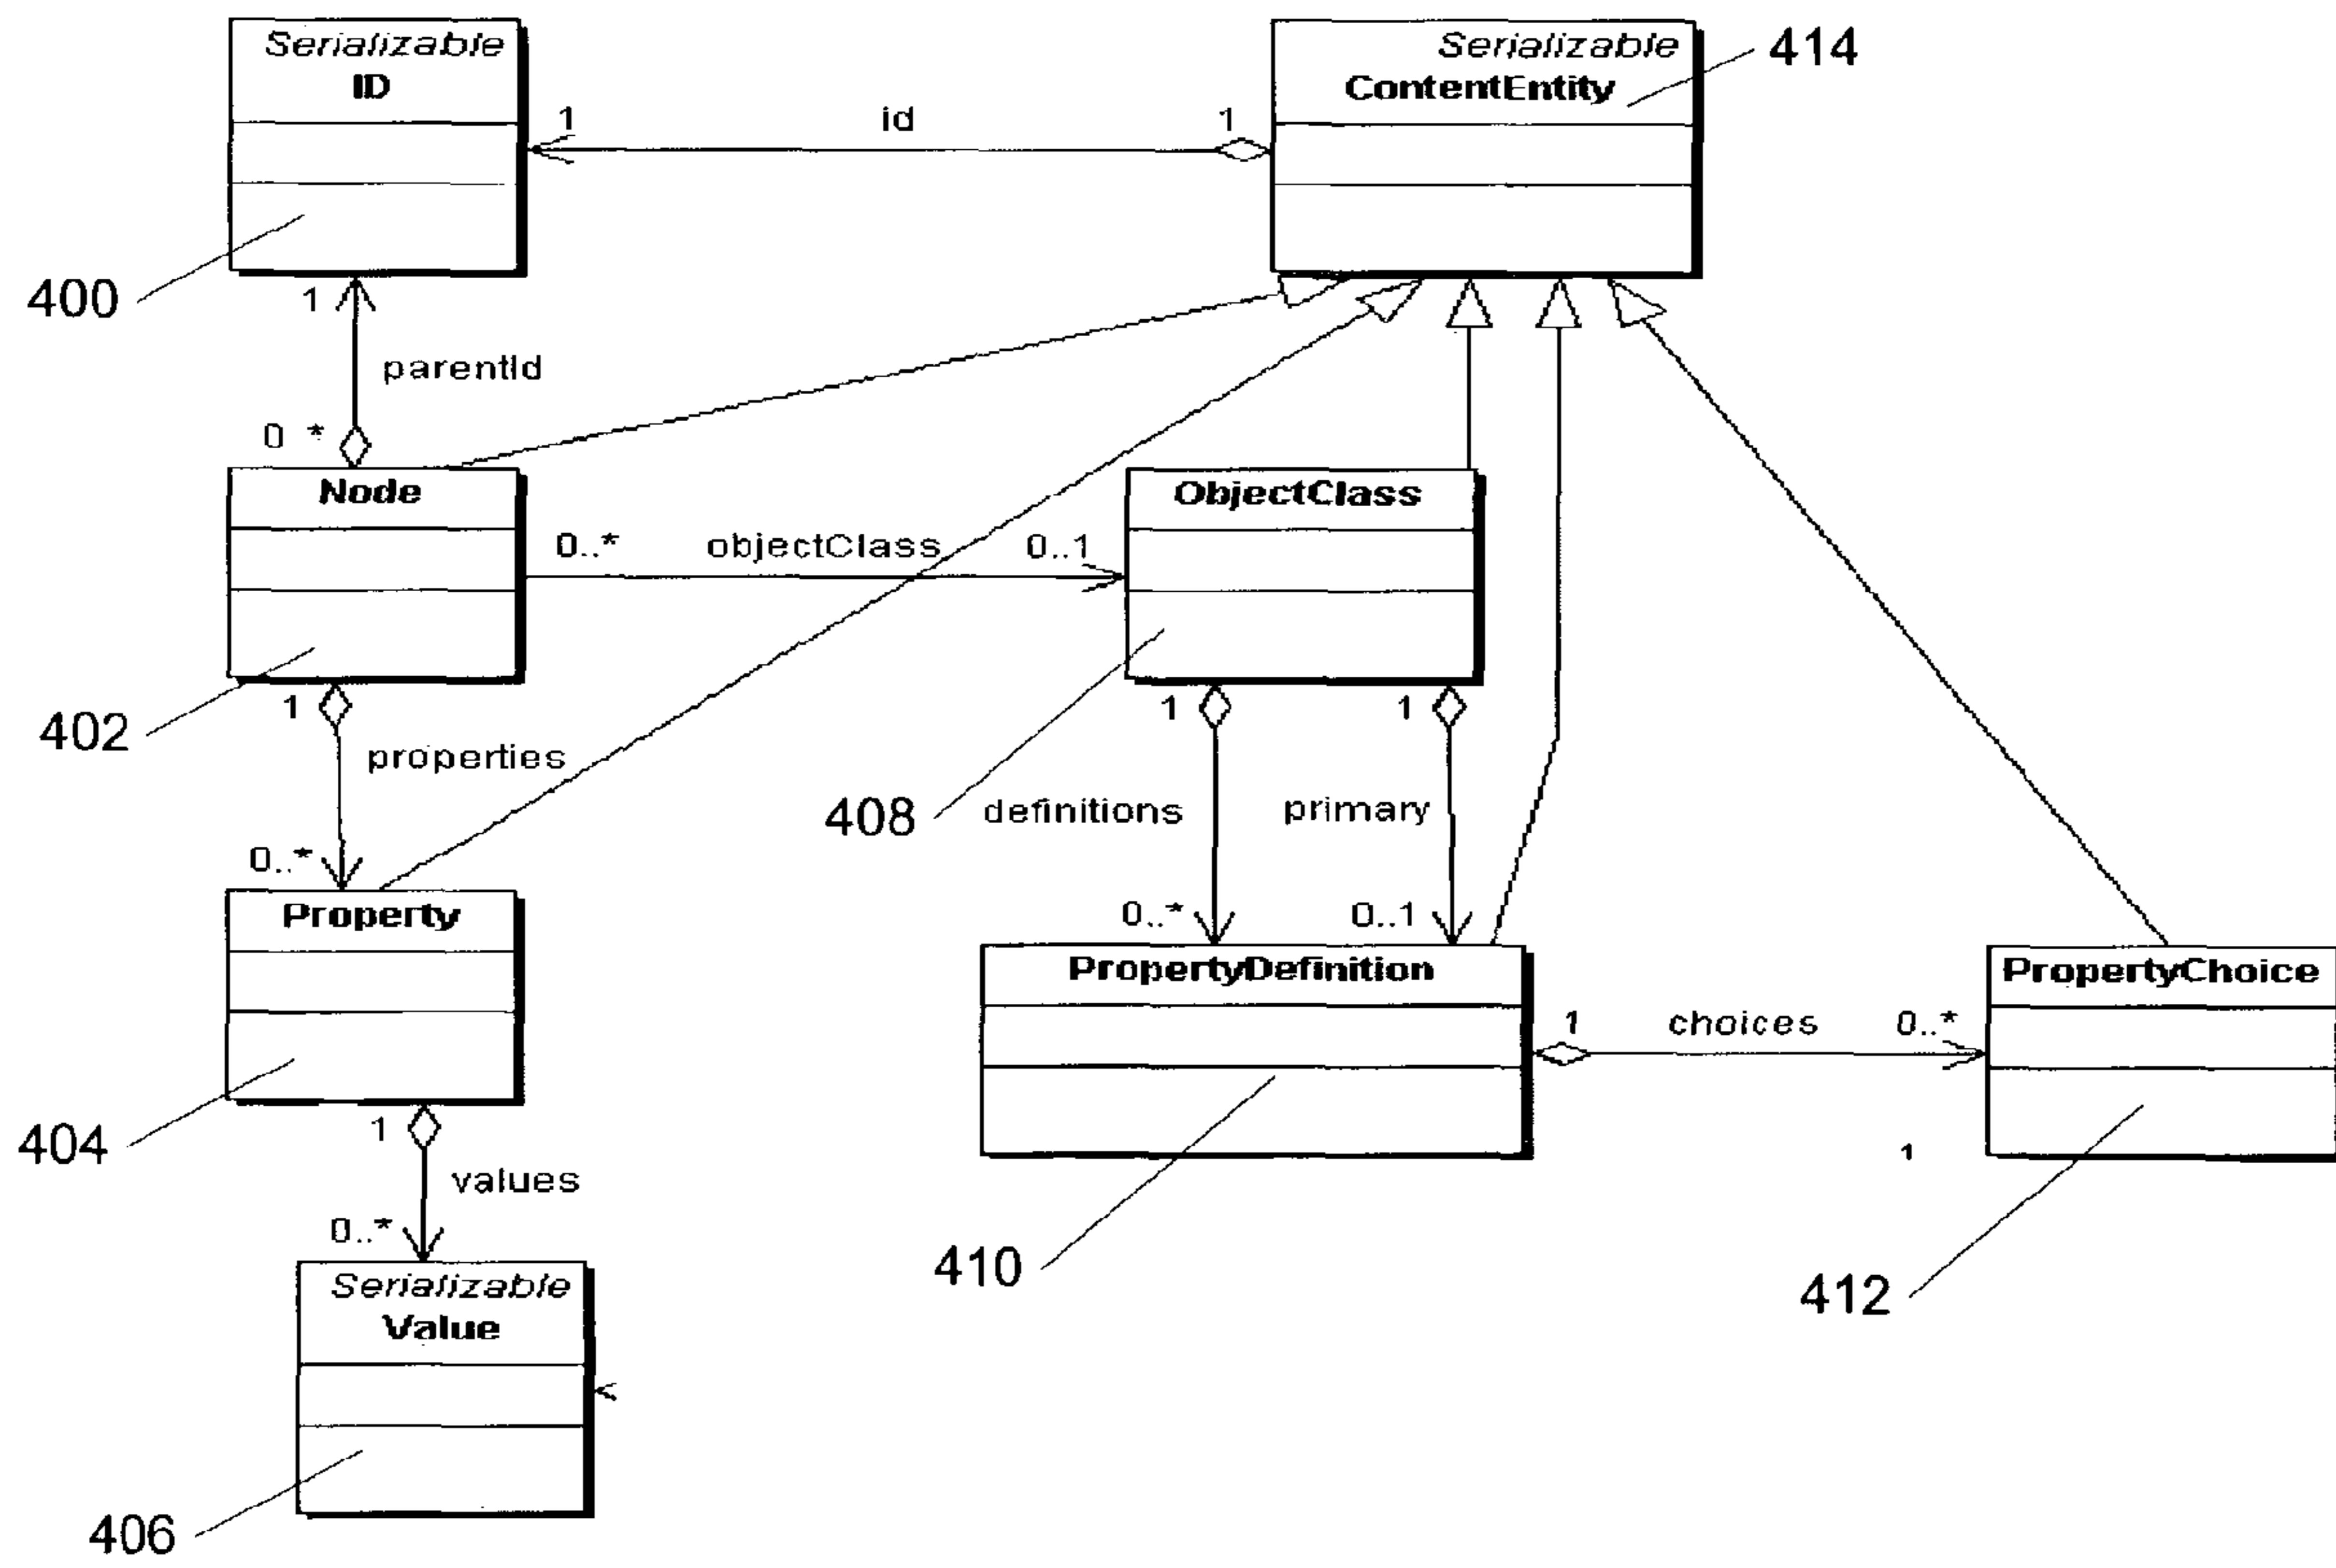 Serializable
ID
Serializable
ContentEntity
414
1 id 1
400
1
parentId
0 *
Node
ObjectClass
0..* objectClass 0..1
402
1
properties
1
1
408
definitions
primary
0..*
Property
0..*
0..1
PropertyDefinition
PropertyChoice
1 choices 0..*
404
1
1
values
0..*
410
412
Serializable
Value
406